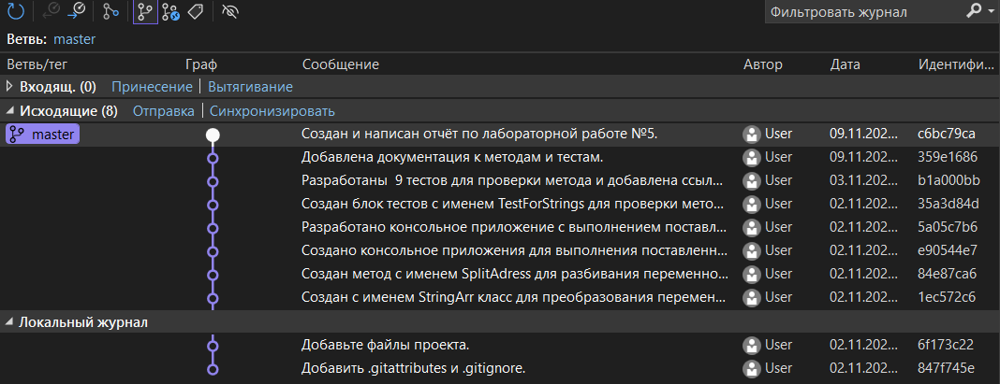 Фильтровать журнал
Ветвь: master
Ветвь/тег Граф Сообщение Автор Дата Идентифи...
Входящ. (0) Принесение | Вытягивание
Исходящие (8) Отправка | Синхронизировать
master Создан и написан отчёт по лабораторной работе №5. User 09.11.202... c6bc79ca
Добавлена документация к методам и тестам. User 09.11.202... 359e1686
Разработаны 9 тестов для проверки метода и добавлена ссыл... User 03.11.202... b1a000bb
Создан блок тестов с именем TestForStrings для проверки мето... User 02.11.202... 35a3d84d
Разработано консольное приложение с выполнением поставл... User 02.11.202... 5a05c7b6
Создано консольное приложения для выполнения поставленн... User 02.11.202... e90544e7
Создан метод с именем SplitAdress для разбивания переменно... User 02.11.202... 84e87ca6
Создан с именем StringArr класс для преобразования перемен... User 02.11.202... 1ec572c6
Локальный журнал
Добавьте файлы проекта. User 02.11.202... 6f173c22
Добавить .gitattributes и .gitignore. User 02.11.202... 847f745e